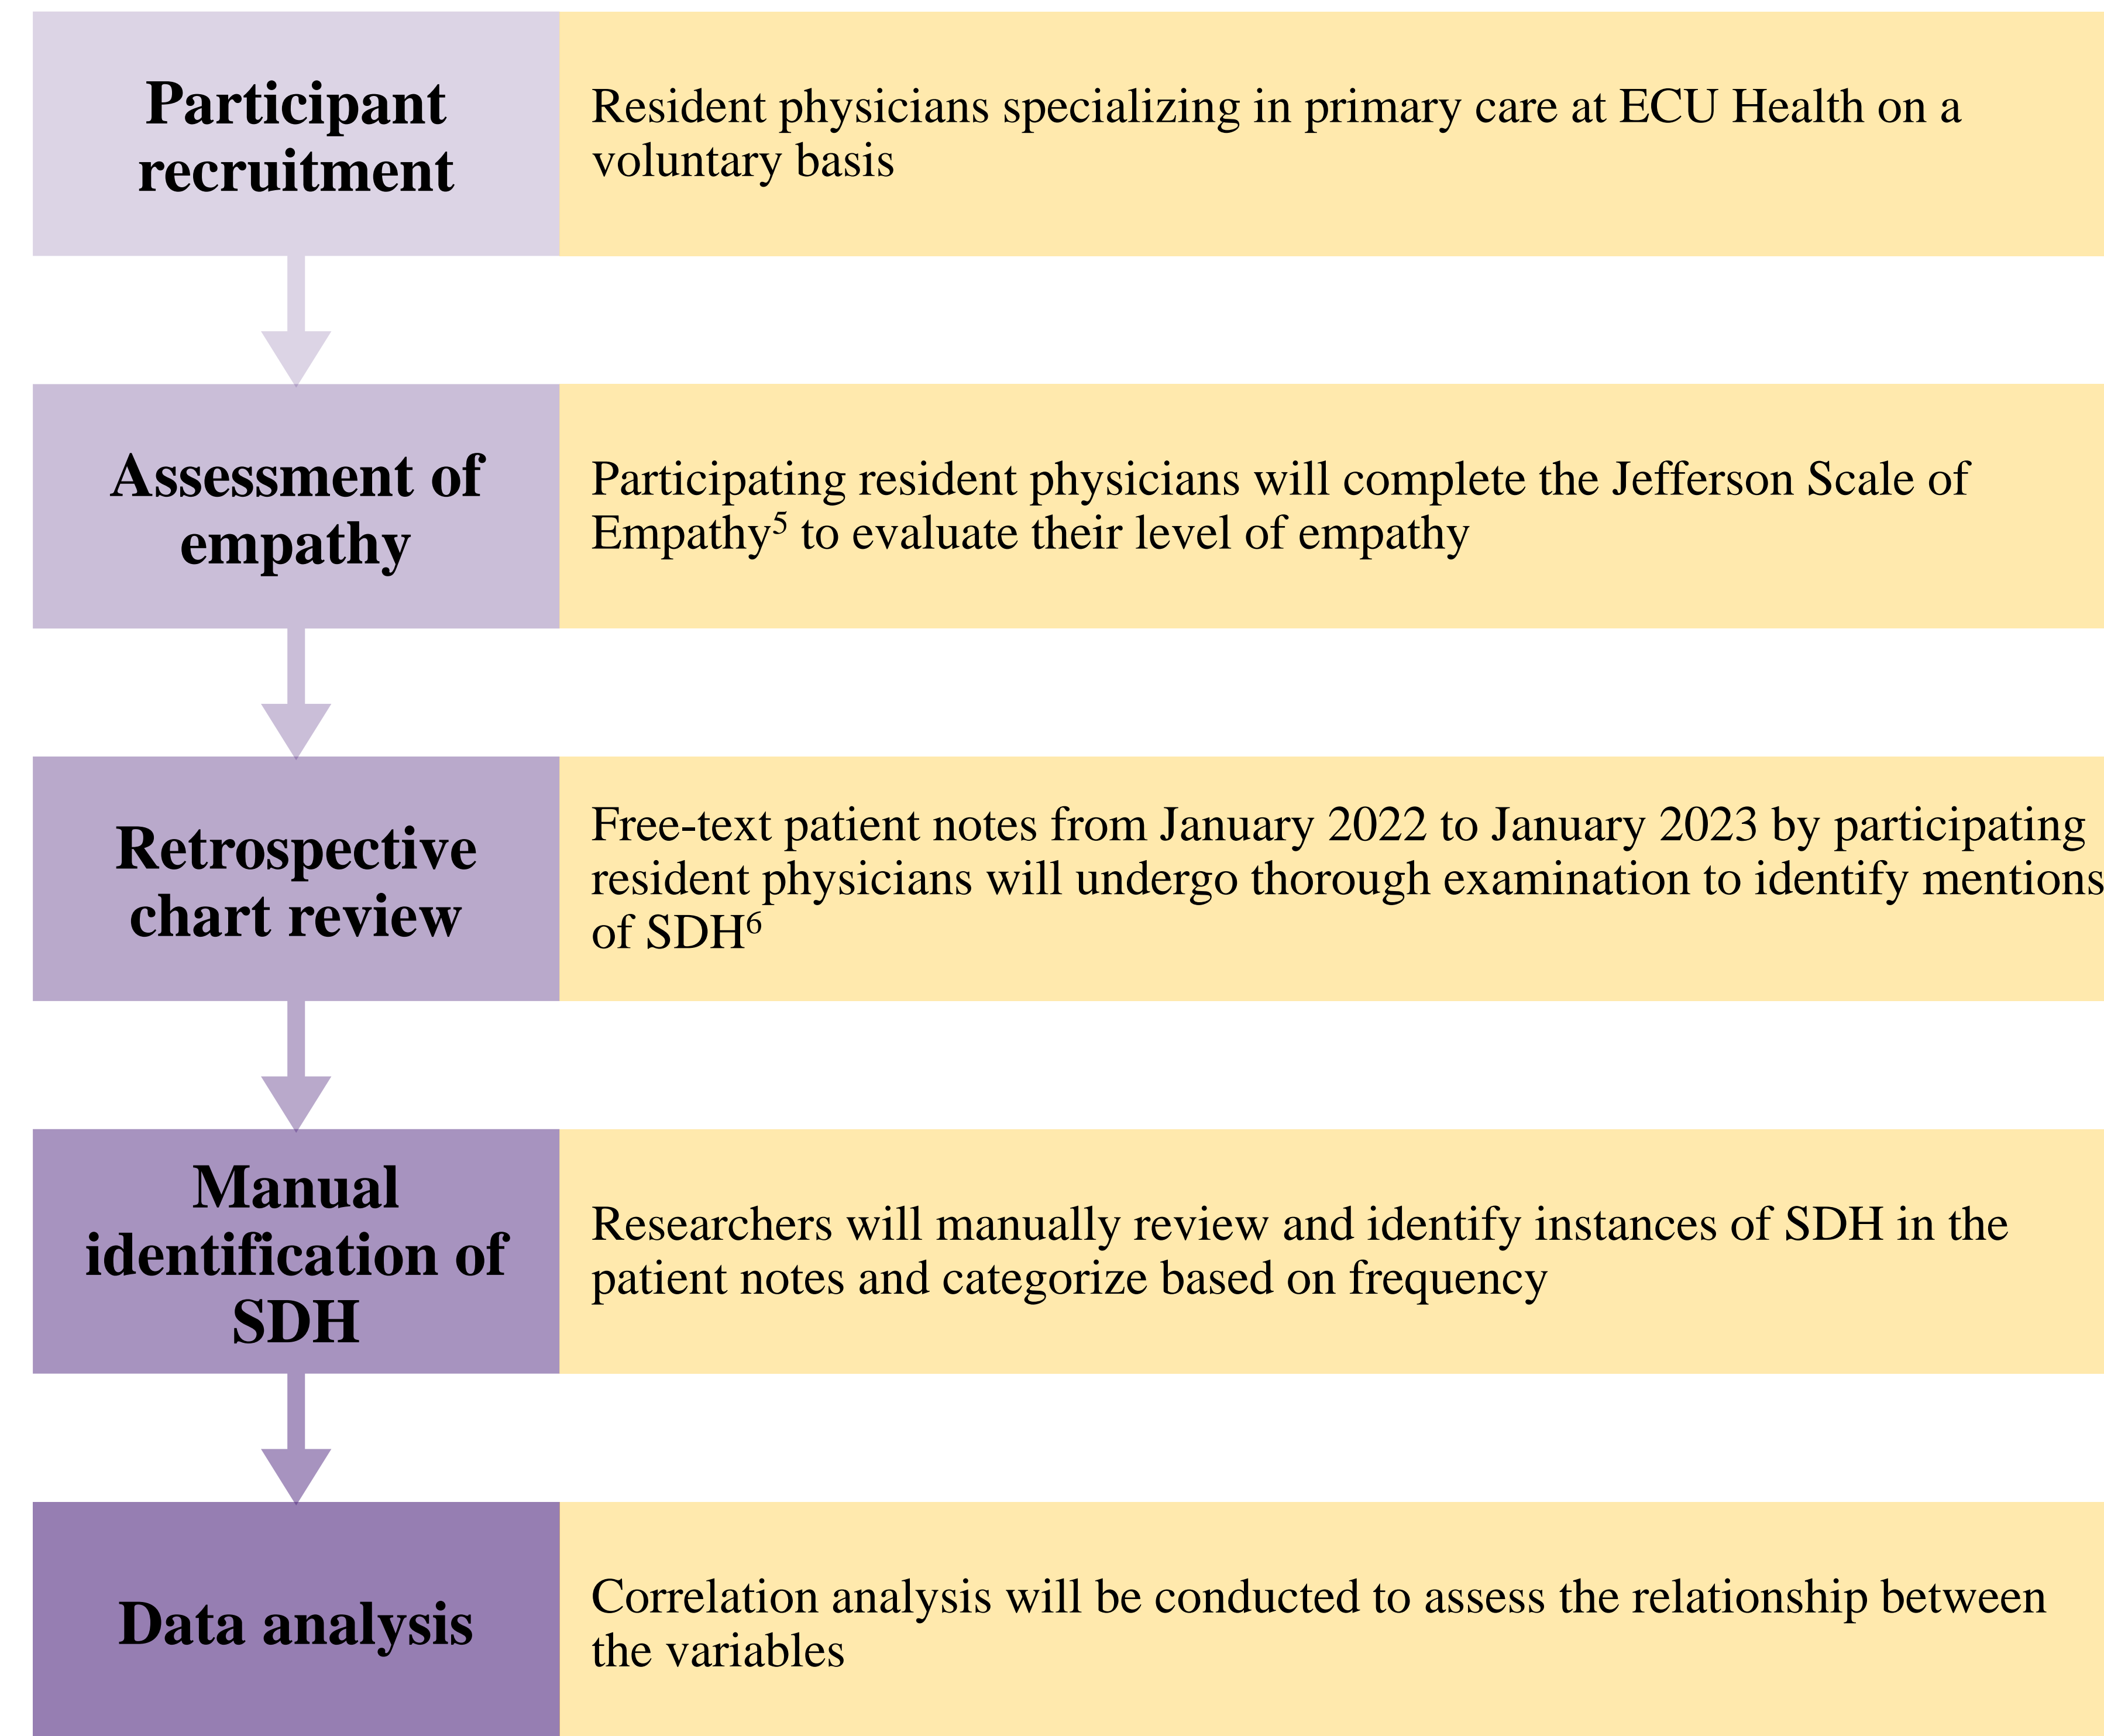 Participant
recruitment
Resident physicians specializing in primary care at ECU Health on a
voluntary basis
Assessment of
empathy
Participating resident physicians will complete the Jefferson Scale of
Empathy⁵ to evaluate their level of empathy
Retrospective
chart review
Free-text patient notes from January 2022 to January 2023 by participating
resident physicians will undergo thorough examination to identify mentions
of SDH⁶
Manual
identification of
SDH
Researchers will manually review and identify instances of SDH in the
patient notes and categorize based on frequency
Data analysis
Correlation analysis will be conducted to assess the relationship between
the variables